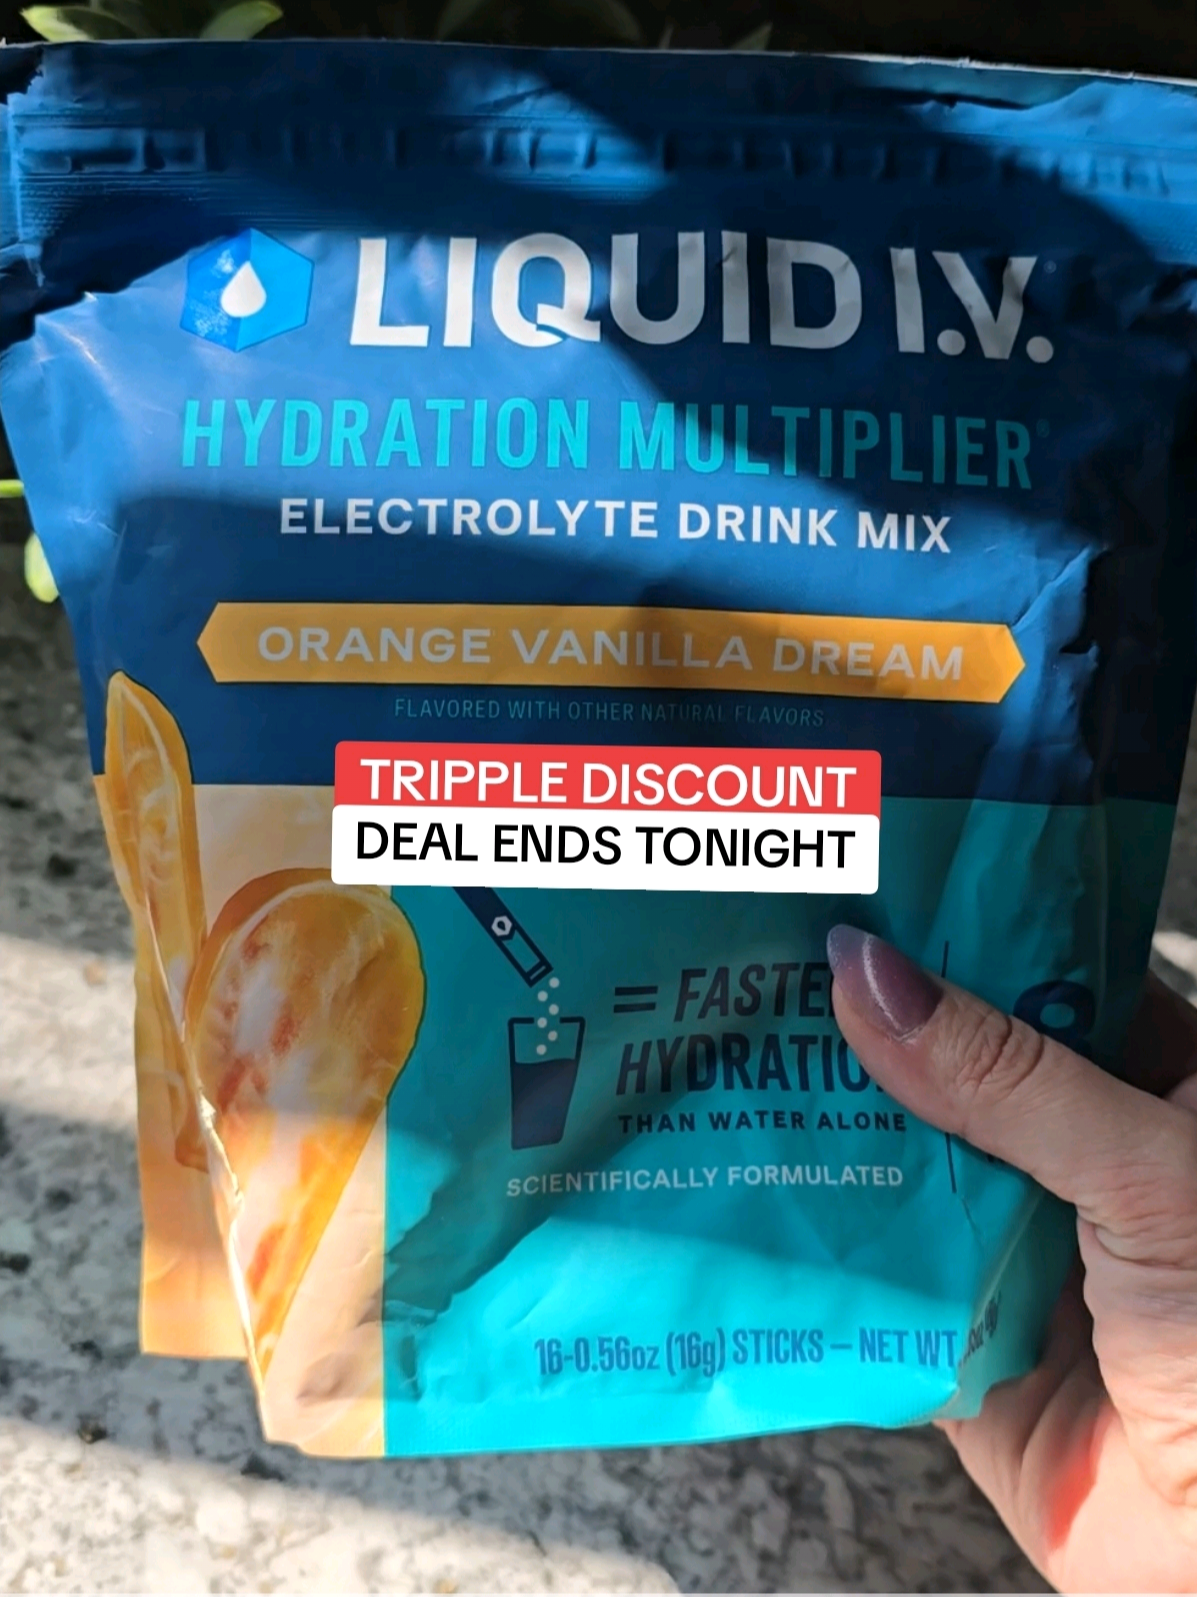 LIQUID I.V.
HYDRATION MULTIPLIER®
ELECTROLYTE DRINK MIX
ORANGE VANILLA DREAM
FLAVORED WITH OTHER NATURAL FLAVORS
TRIPPLE DISCOUNT
DEAL ENDS TONIGHT
= FASTE
HYDRATIO
THAN WATER ALONE
SCIENTIFICALLY FORMULATED
16-0.56oz (16g) STICKS – NET WT